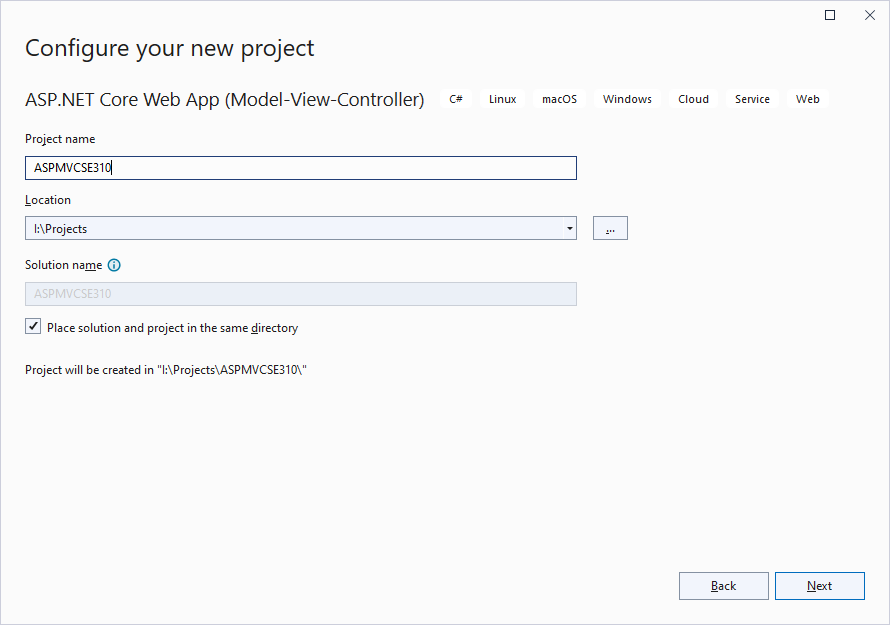 Configure your new project
ASP.NET Core Web App (Model-View-Controller) C# Linux macOS Windows Cloud Service Web
Project name
ASPMVCSE310
Location
I:\Projects
...
Solution name
ASPMVCSE310
Place solution and project in the same directory
Project will be created in "I:\Projects\ASPMVCSE310\"
Back Next